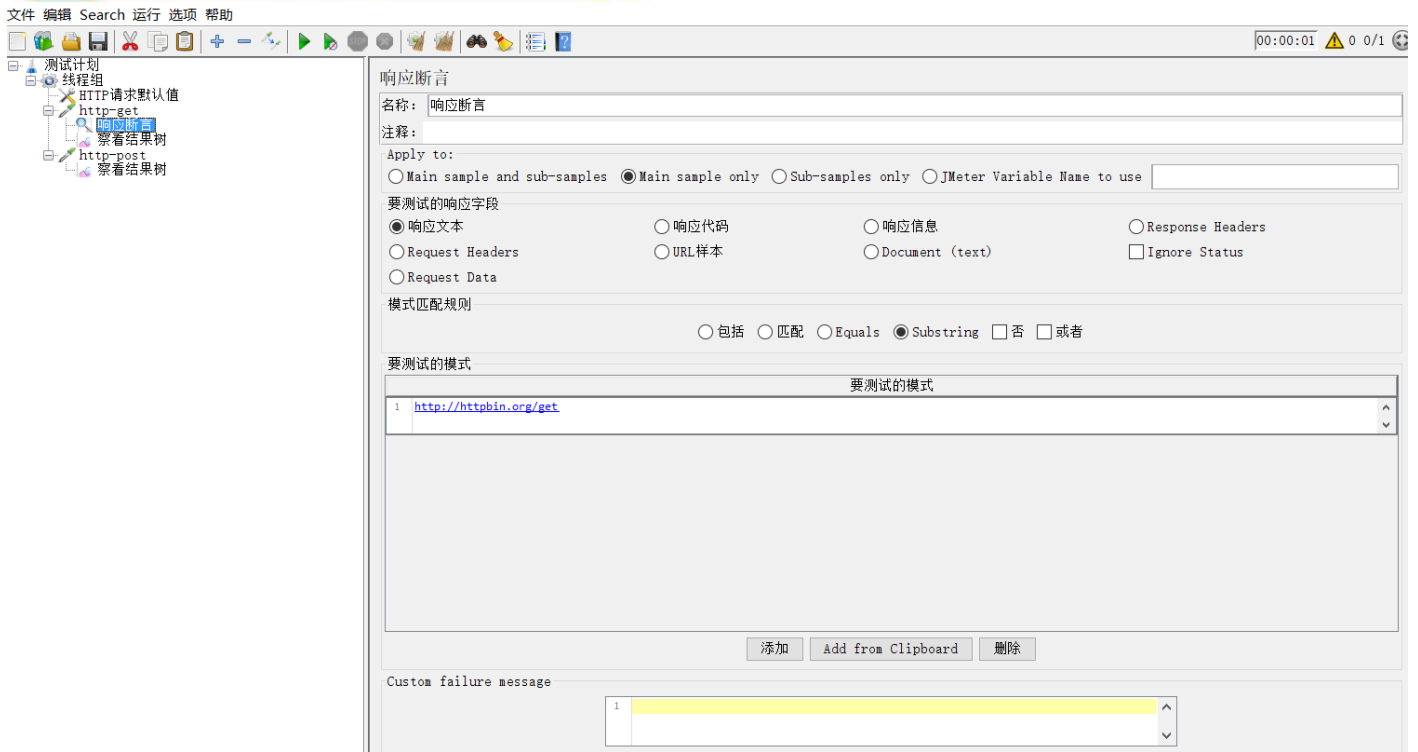 文件 编辑 Search 运行 选项 帮助
00:00:01 0 0/1
测试计划
线程组
HTTP请求默认值
http-get
响应断言
察看结果树
http-post
察看结果树
响应断言
名称: 响应断言
注释:
Apply to:
Main sample and sub-samples Main sample only Sub-samples only JMeter Variable Name to use
要测试的响应字段
响应文本 响应代码 响应信息 Response Headers
Request Headers URL样本 Document (text) Ignore Status
Request Data
模式匹配规则
包括 匹配 Equals Substring 否 或者
要测试的模式
要测试的模式
1 http://httpbin.org/get
添加 Add from Clipboard 删除
Custom failure message
1